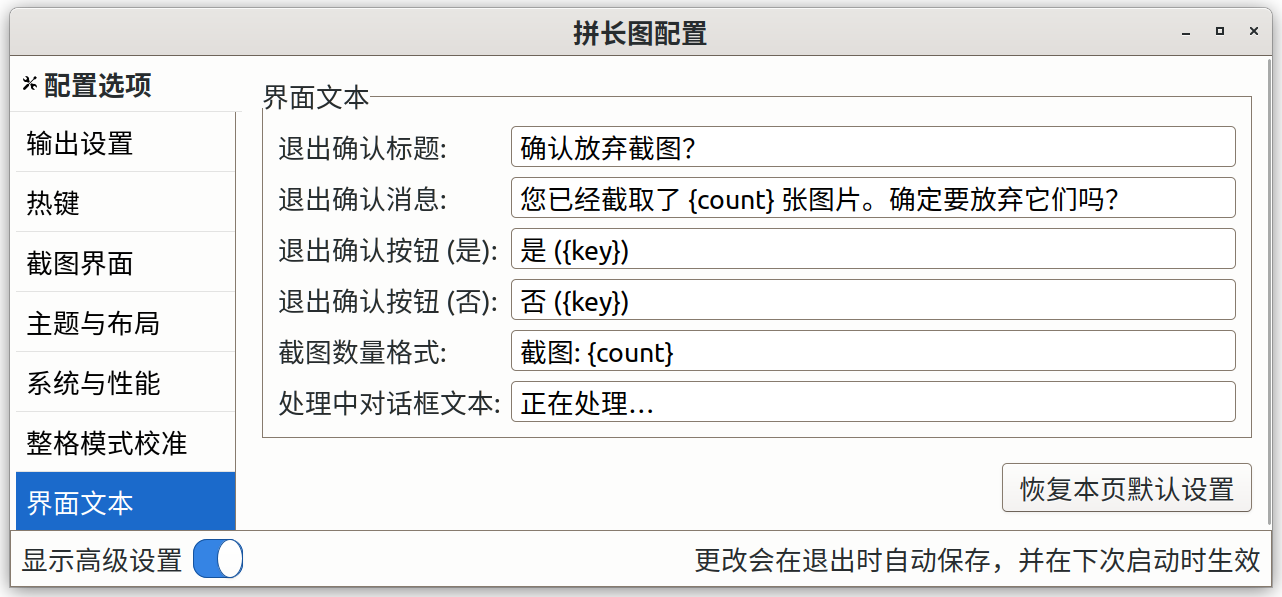 拼长图配置
配置选项
输出设置
热键
截图界面
主题与布局
系统与性能
整格模式校准
界面文本
界面文本
退出确认标题: 确认放弃截图？
退出确认消息: 您已经截取了 {count} 张图片。确定要放弃它们吗？
退出确认按钮 (是): 是 ({key})
退出确认按钮 (否): 否 ({key})
截图数量格式: 截图: {count}
处理中对话框文本: 正在处理…
恢复本页默认设置
显示高级设置
更改会在退出时自动保存，并在下次启动时生效